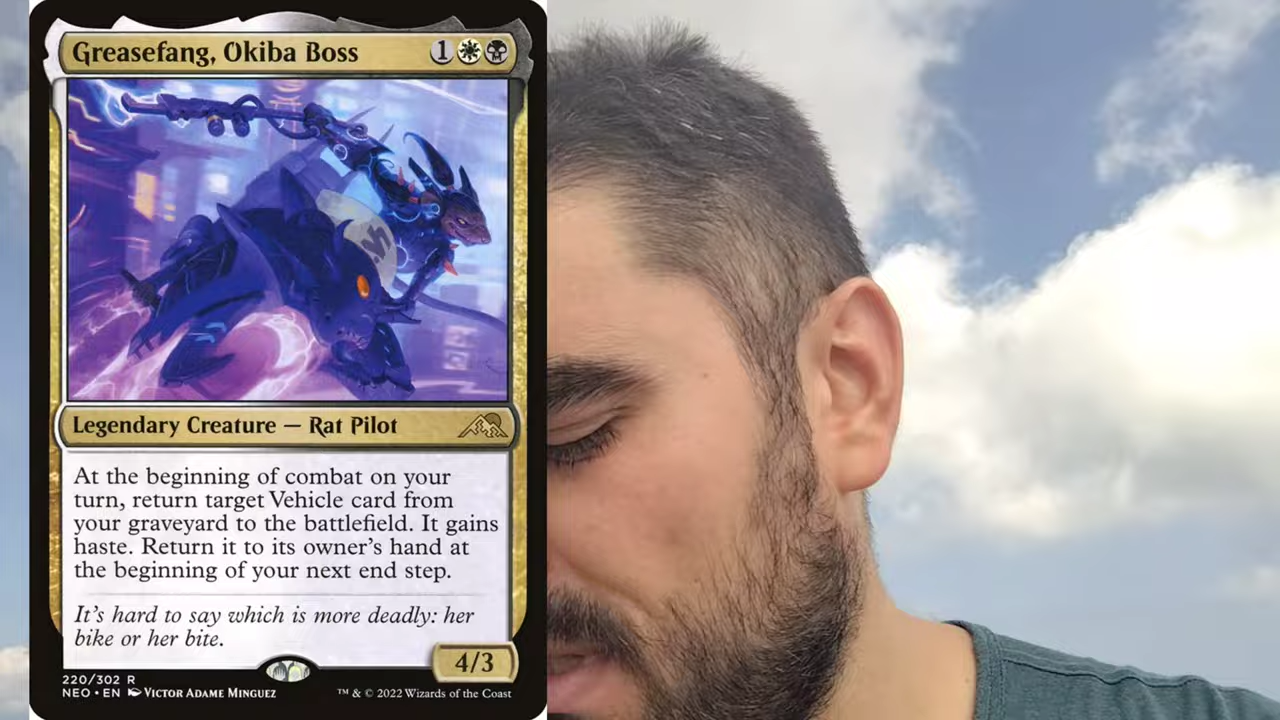 Greasefang, Okiba Boss 1
Legendary Creature — Rat Pilot
At the beginning of combat on your
turn, return target Vehicle card from
your graveyard to the battlefield. It gains
haste. Return it to its owner's hand at
the beginning of your next end step.
It's hard to say which is more deadly: her
bike or her bite.
4/3
220/302 R
NEO • EN VICTOR ADAME MINGUEZ
™ & © 2022 Wizards of the Coast